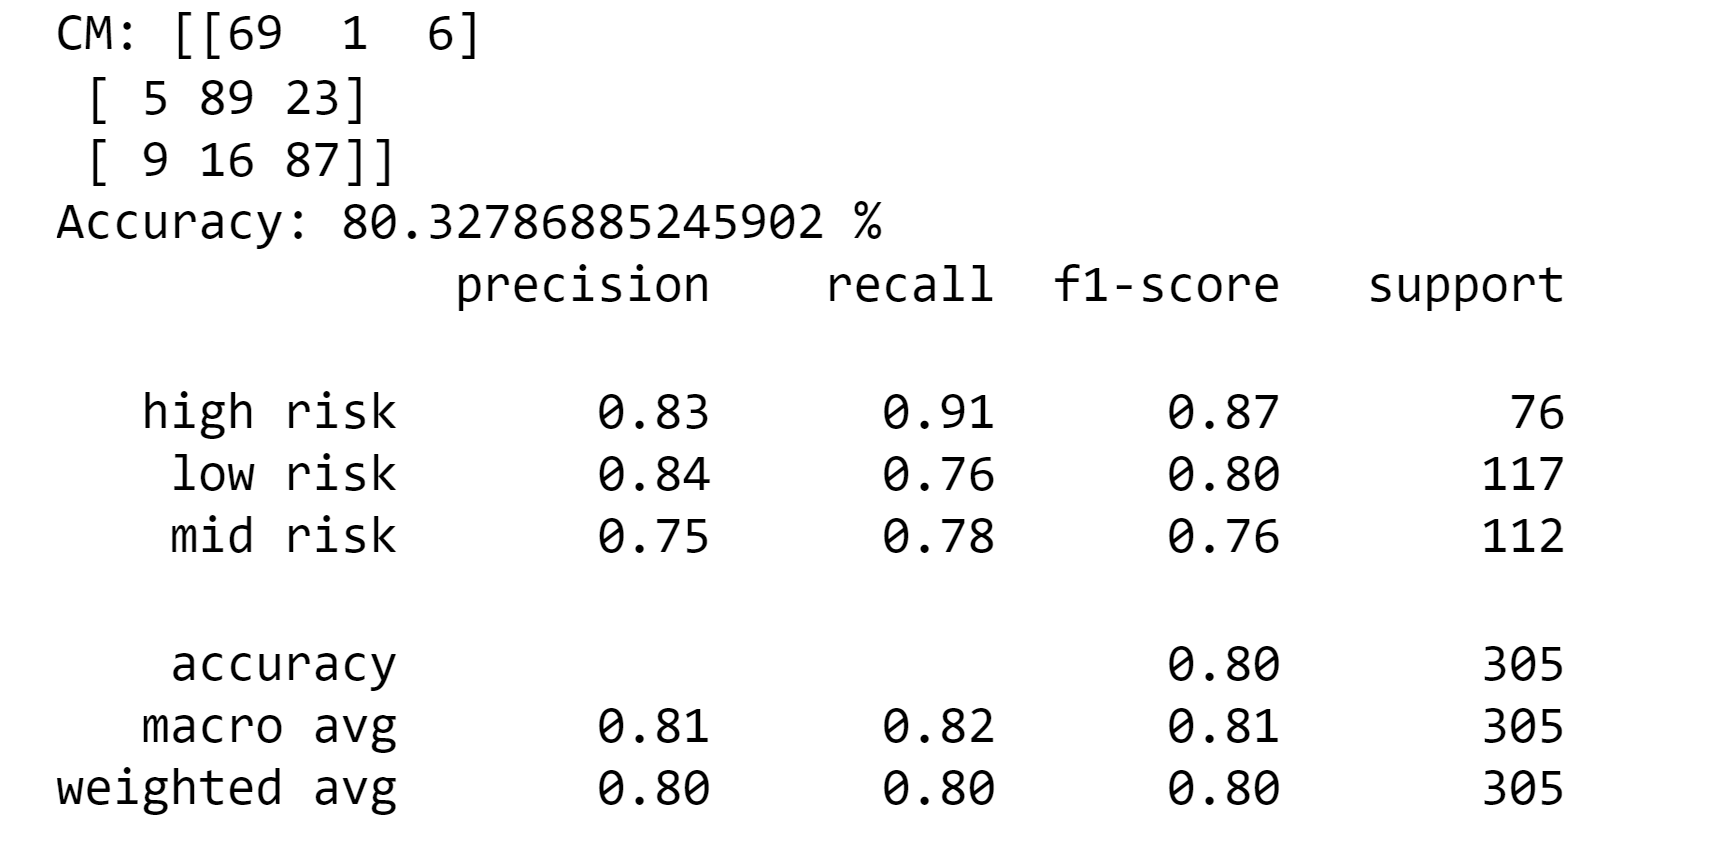 CM: [[69  1  6]
 [ 5 89 23]
 [ 9 16 87]]
Accuracy: 80.32786885245902 %
              precision    recall  f1-score   support

   high risk       0.83      0.91      0.87        76
    low risk       0.84      0.76      0.80       117
    mid risk       0.75      0.78      0.76       112

    accuracy                           0.80       305
   macro avg       0.81      0.82      0.81       305
weighted avg       0.80      0.80      0.80       305